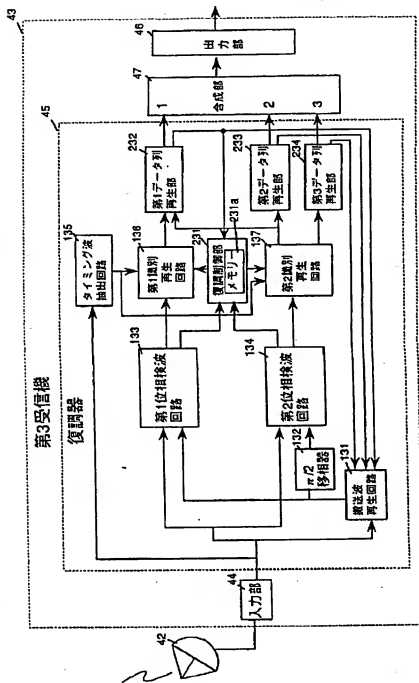 第3受信機
43
復調器
45
42
44
入力部
135
タイミング波
抽出回路
133
第1位相検波
回路
134
第2位相検波
回路
132
π/2
移相器
131
搬送波
再生回路
136
第1識別
再生
回路
231
復調制御部
231a
メモリー
137
第2識別
再生
回路
232
第1データ列
再生部
233
第2データ列
再生部
234
第3データ列
再生部
47
合成部
1
2
3
46
出力部